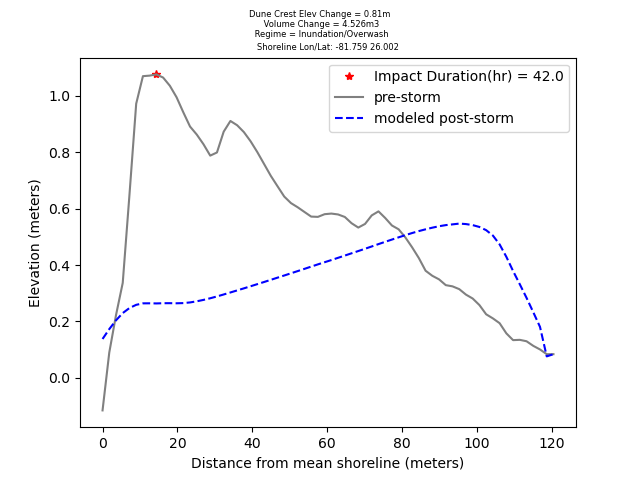 Dune Crest Elev Change = 0.81m
Volume Change = 4.526m3
Regime = Inundation/Overwash
Shoreline Lon/Lat: -81.759 26.002
Impact Duration(hr) = 42.0
pre-storm
modeled post-storm
Elevation (meters)
1.0
0.8
0.6
0.4
0.2
0.0
0 20 40 60 80 100 120
Distance from mean shoreline (meters)